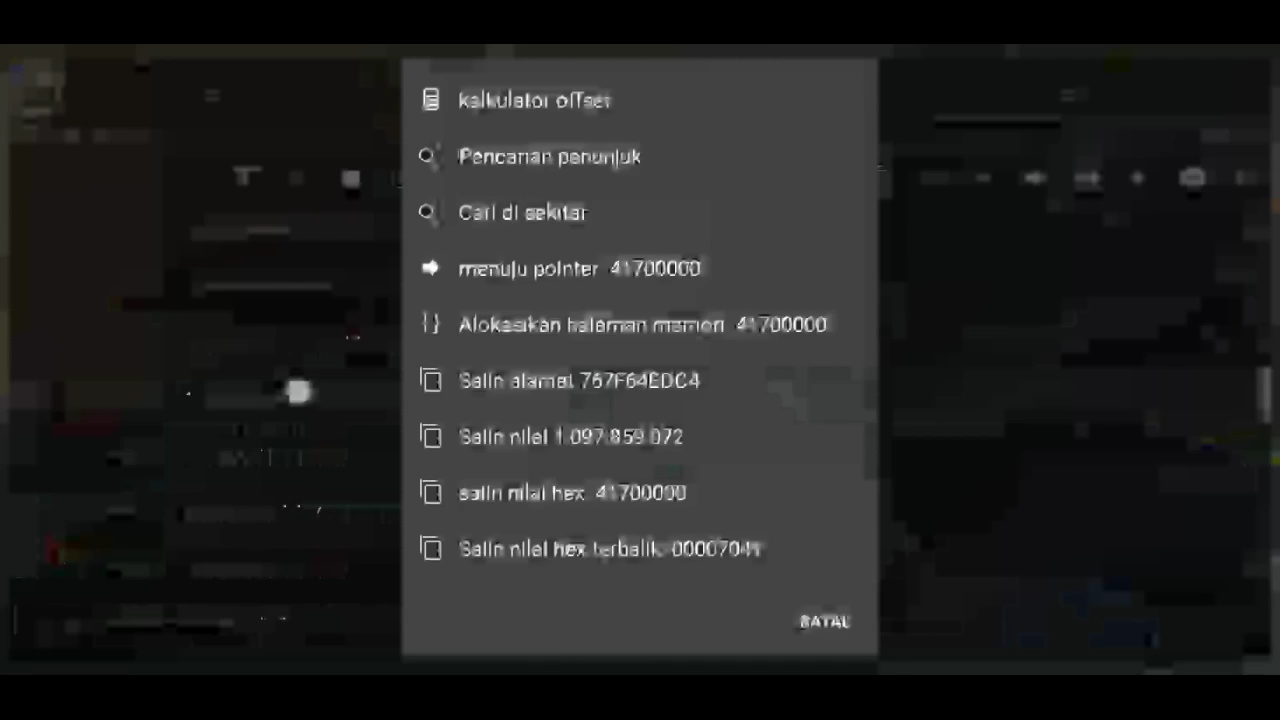 kalkulator offset
Pencarian penunjuk
Cari di sekitar
menuju pointer 41700000
Alokasikan halaman memori 41700000
Salin alamat 767F64EDC4
Salin nilai 1.097.859.072
salin nilai hex 41700000
Salin nilai hex terbalik 00007041
BATAL